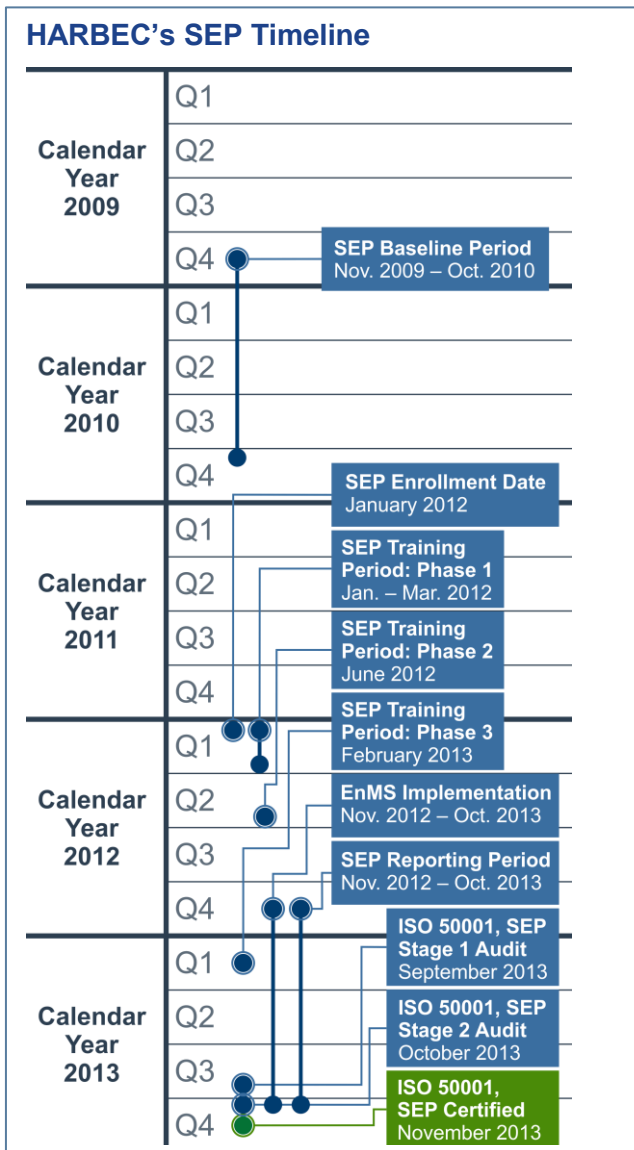 HARBEC’s SEP Timeline
Calendar
Year
2009
Q1
Q2
Q3
Q4
SEP Baseline Period
Nov. 2009 – Oct. 2010
Calendar
Year
2010
Q1
Q2
Q3
Q4
SEP Enrollment Date
January 2012
Calendar
Year
2011
Q1
Q2
Q3
Q4
SEP Training
Period: Phase 1
Jan. – Mar. 2012
SEP Training
Period: Phase 2
June 2012
SEP Training
Period: Phase 3
February 2013
Calendar
Year
2012
Q1
Q2
Q3
Q4
EnMS Implementation
Nov. 2012 – Oct. 2013
SEP Reporting Period
Nov. 2012 – Oct. 2013
ISO 50001, SEP
Stage 1 Audit
September 2013
Calendar
Year
2013
Q1
Q2
Q3
Q4
ISO 50001, SEP
Stage 2 Audit
October 2013
ISO 50001,
SEP Certified
November 2013